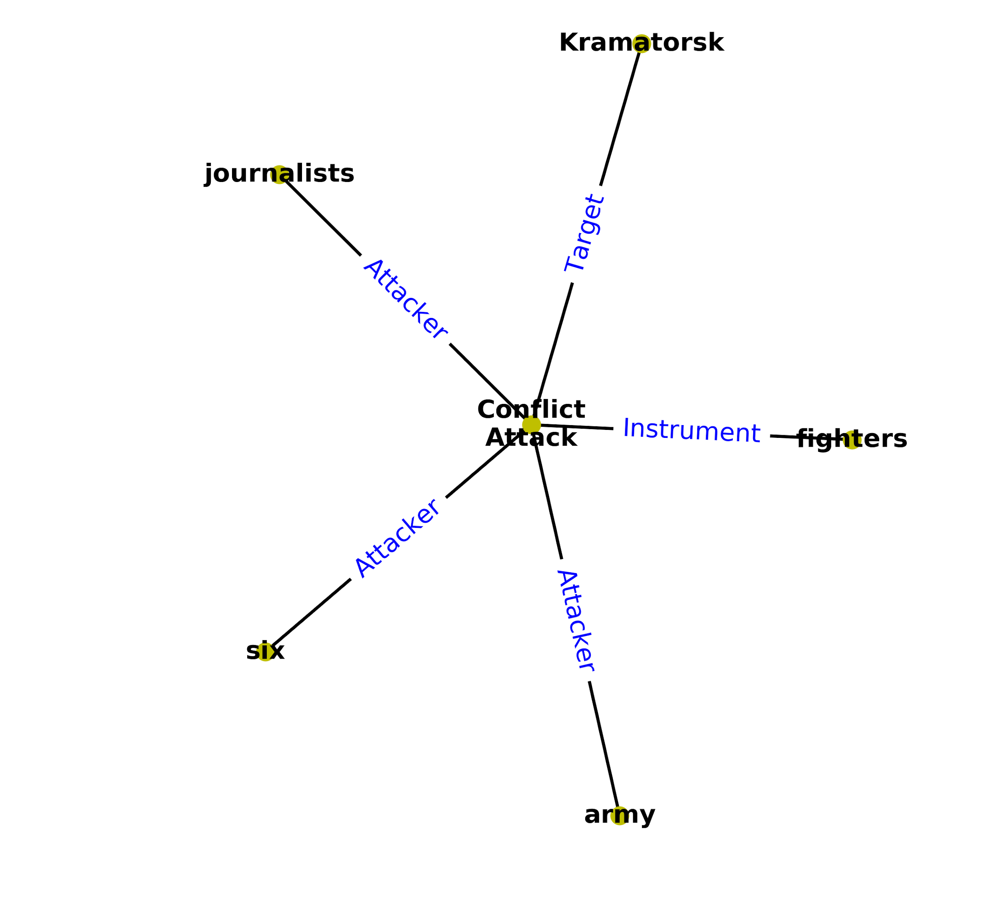 Kramatorsk
journalists
Target
Attacker
Conflict
Attack
Instrument
fighters
Attacker
Attacker
six
army